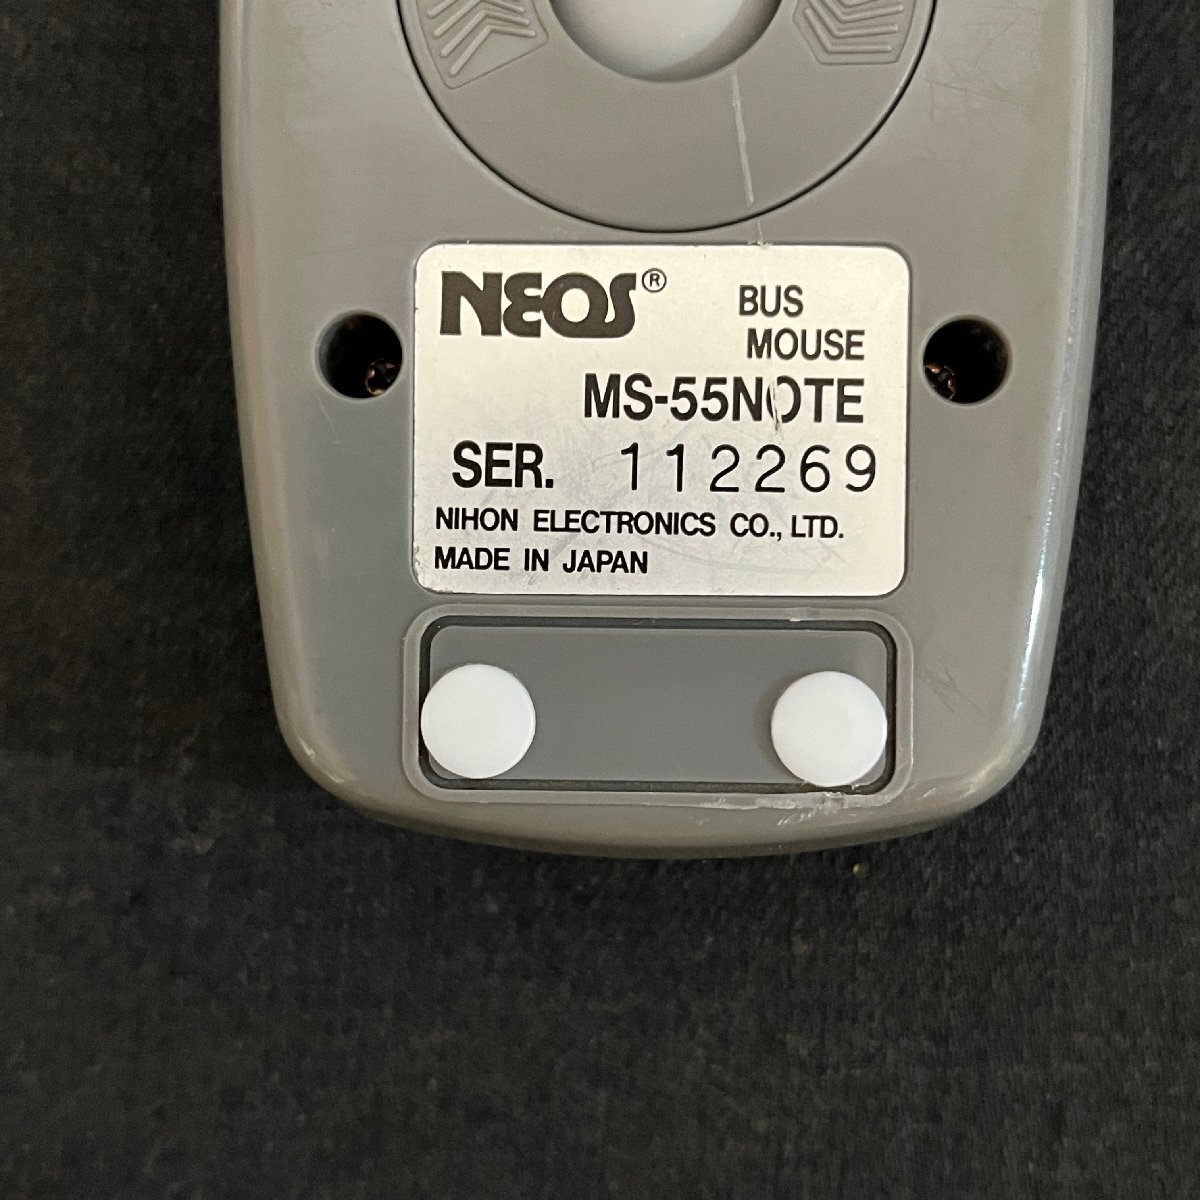 NEOS®
BUS
MOUSE
MS-55NOTE
SER. 112269
NIHON ELECTRONICS CO., LTD.
MADE IN JAPAN